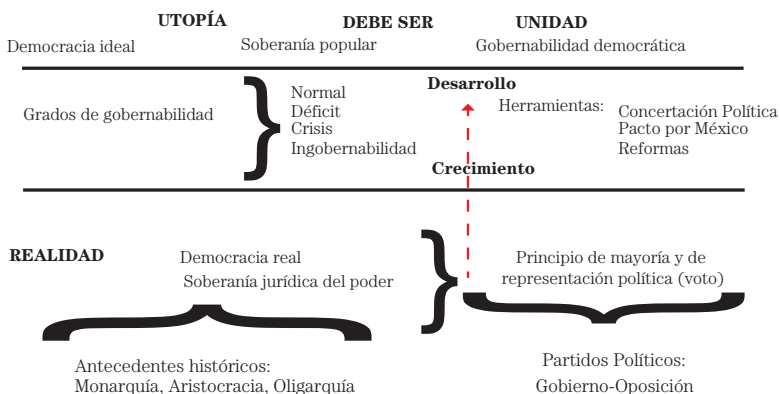 UTOPÍA DEBE SER UNIDAD
Democracia ideal Soberanía popular Gobernabilidad democrática
Grados de gobernabilidad
Normal
Déficit
Crisis
Ingobernabilidad
Desarrollo
Crecimiento
Herramientas: Concertación Política
Pacto por México
Reformas
REALIDAD
Democracia real
Soberanía jurídica del poder
Principio de mayoría y de
representación política (voto)
Antecedentes históricos:
Monarquía, Aristocracia, Oligarquía
Partidos Políticos:
Gobierno-Oposición